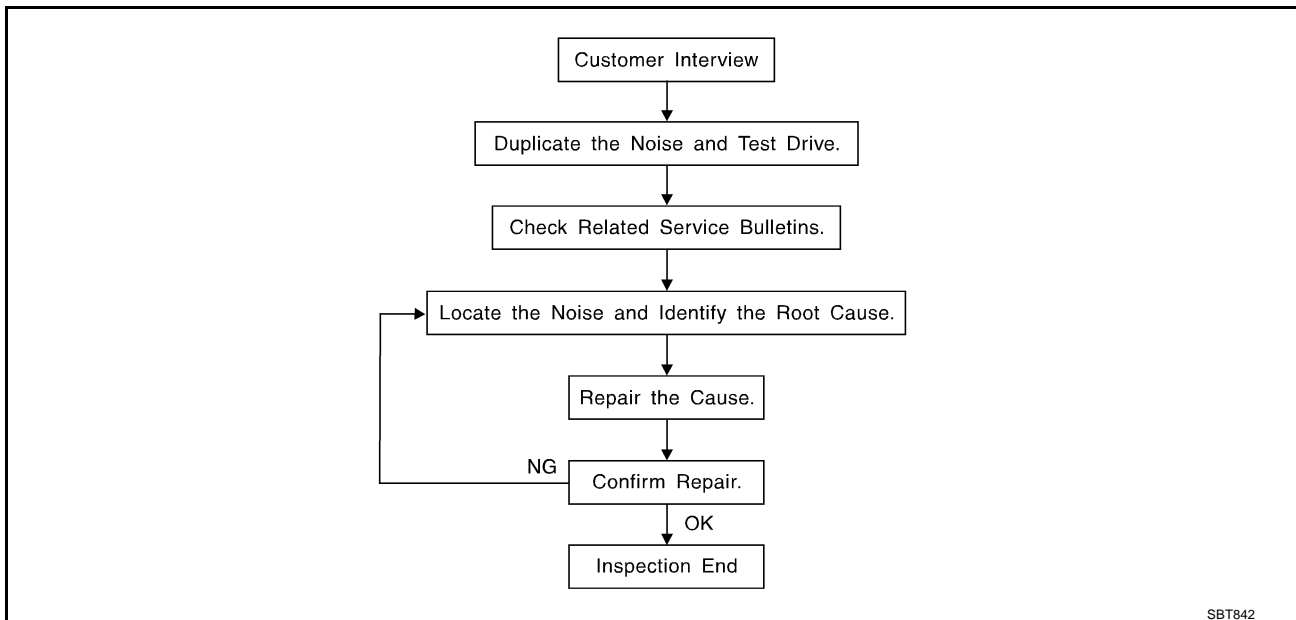 Customer Interview
Duplicate the Noise and Test Drive.
Check Related Service Bulletins.
Locate the Noise and Identify the Root Cause.
Repair the Cause.
NG
Confirm Repair.
OK
Inspection End
SBT842